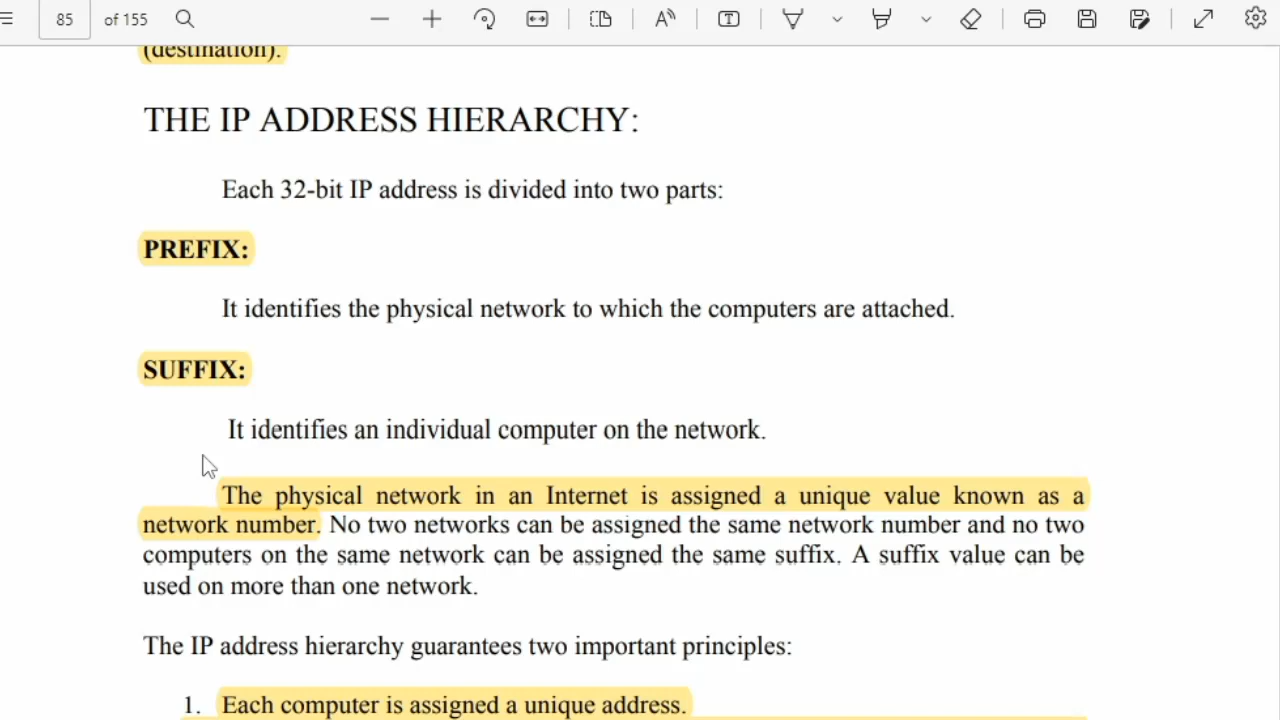 85 of 155
(destination).
THE IP ADDRESS HIERARCHY:
Each 32-bit IP address is divided into two parts:
PREFIX:
It identifies the physical network to which the computers are attached.
SUFFIX:
It identifies an individual computer on the network.
The physical network in an Internet is assigned a unique value known as a
network number. No two networks can be assigned the same network number and no two
computers on the same network can be assigned the same suffix. A suffix value can be
used on more than one network.
The IP address hierarchy guarantees two important principles:
1. Each computer is assigned a unique address.